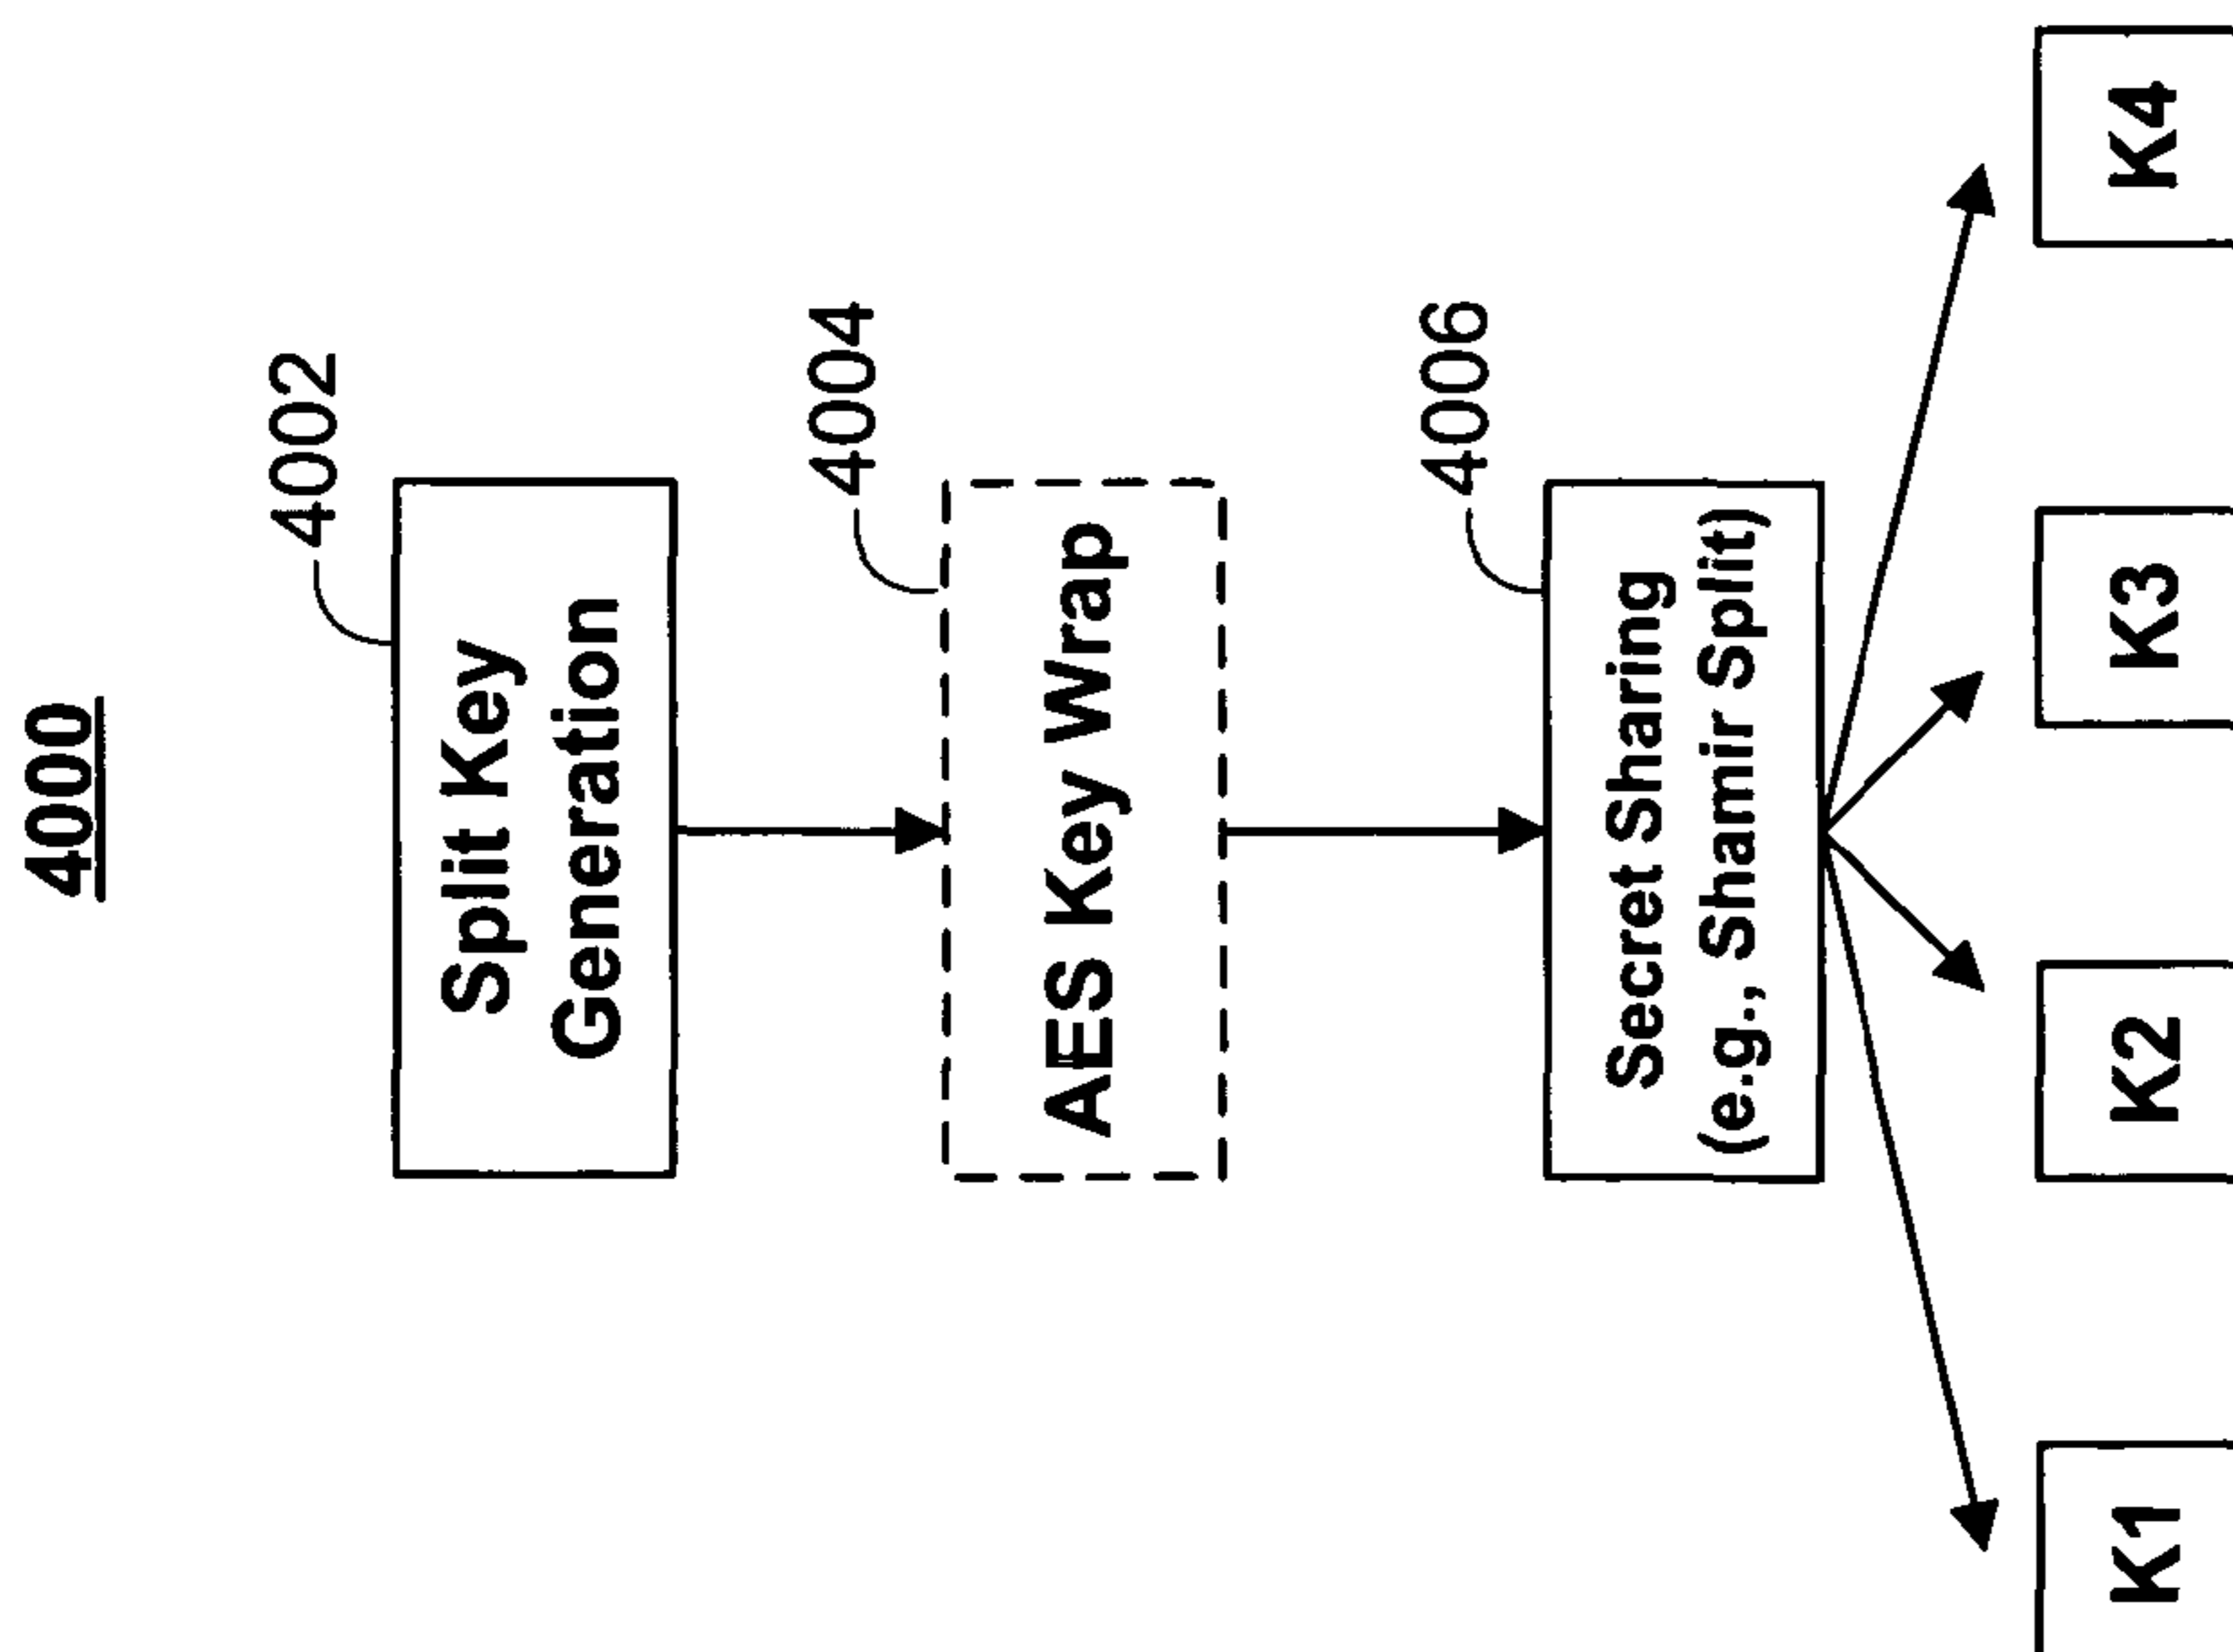 4000
4002
Split Key
Generation
4004
AES Key Wrap
4006
Secret Sharing
(e.g., Shamir Split)
K1
K2
K3
K4